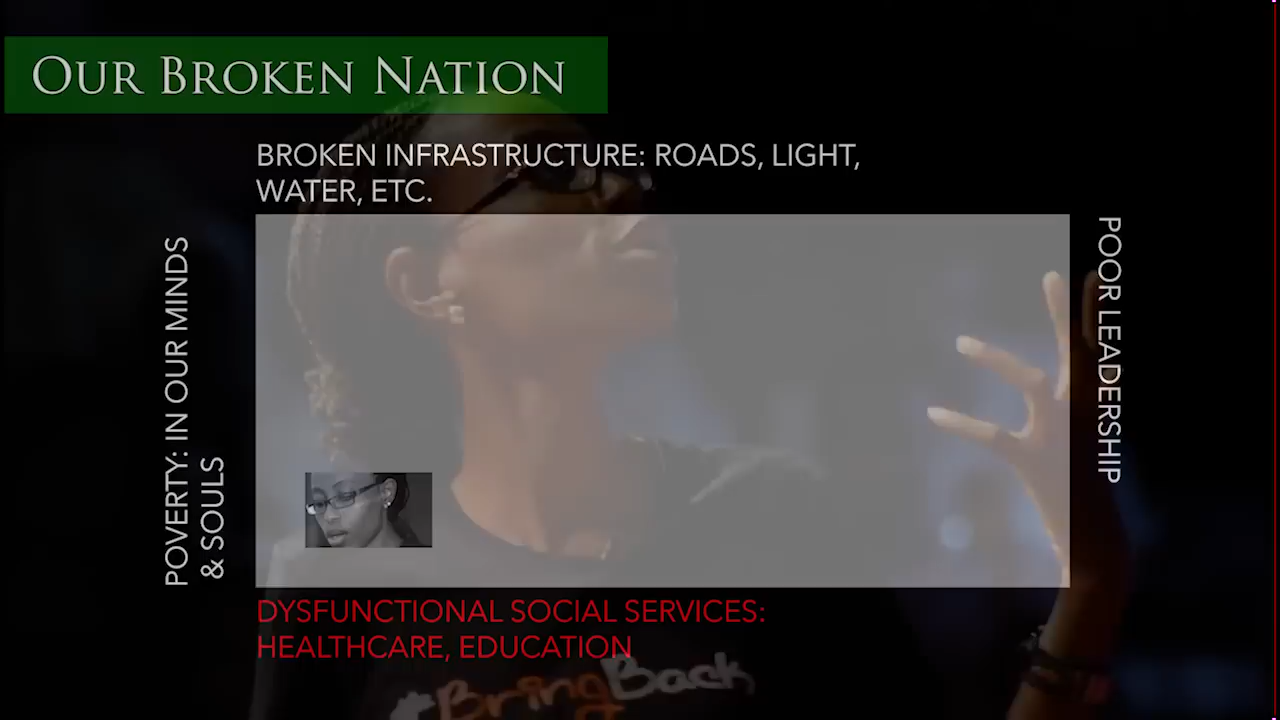 OUR BROKEN NATION
BROKEN INFRASTRUCTURE: ROADS, LIGHT,
WATER, ETC.
POVERTY: IN OUR MINDS
& SOULS
POOR LEADERSHIP
DYSFUNCTIONAL SOCIAL SERVICES:
HEALTHCARE, EDUCATION
#BringBack